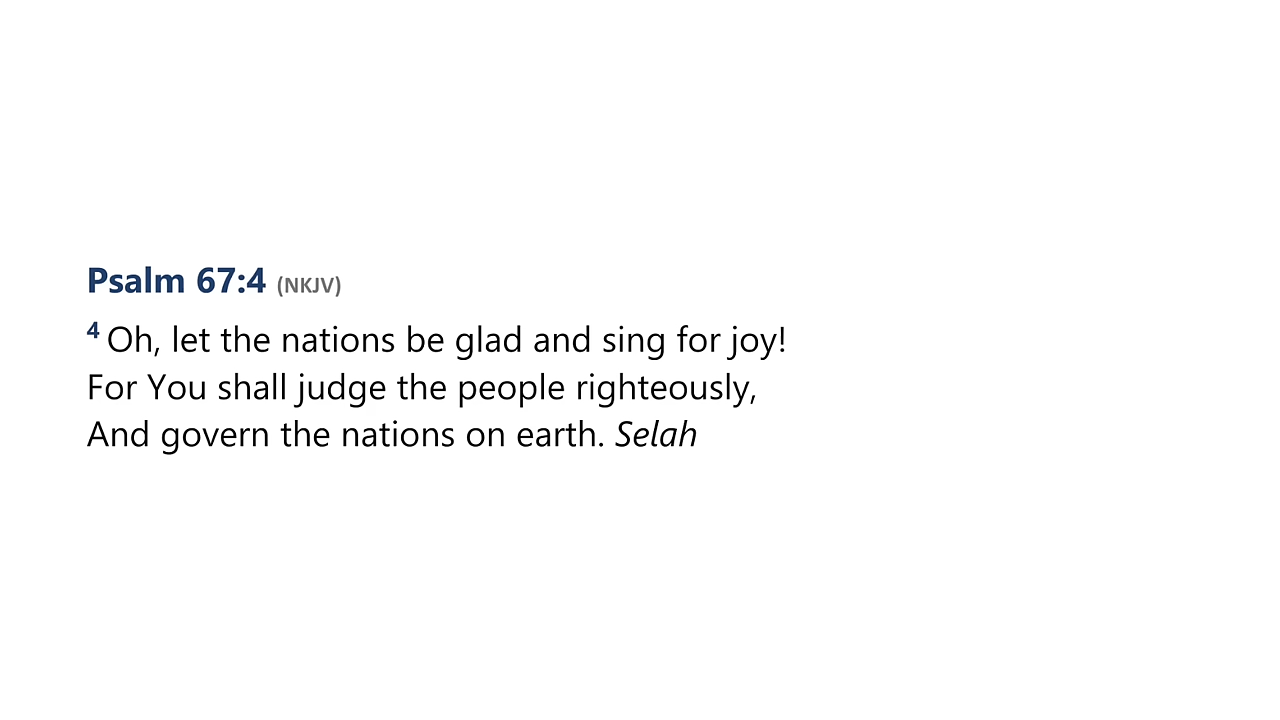 Psalm 67:4 (NKJV)
4 Oh, let the nations be glad and sing for joy!
For You shall judge the people righteously,
And govern the nations on earth. Selah